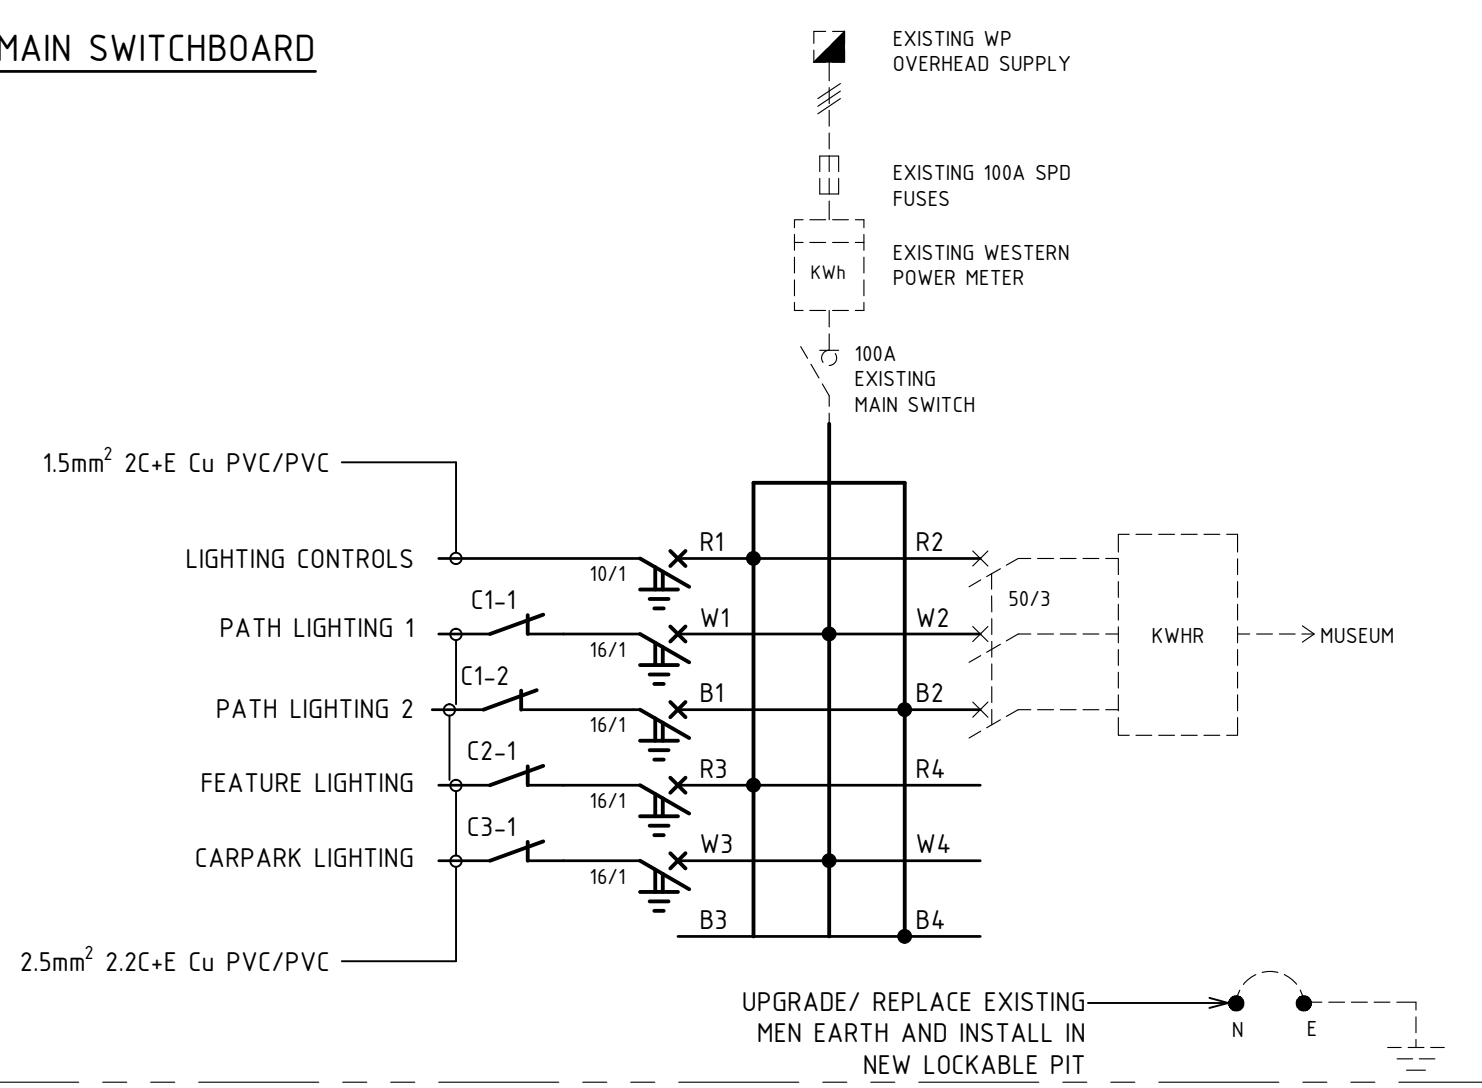 MAIN SWITCHBOARD
EXISTING WP
OVERHEAD SUPPLY
EXISTING 100A SPD
FUSES
EXISTING WESTERN
POWER METER
KWh
100A
EXISTING
MAIN SWITCH
1.5mm² 2C+E Cu PVC/PVC
LIGHTING CONTROLS
10/1
R1
R2
PATH LIGHTING 1
C1-1
16/1
W1
W2
50/3
KWHR
MUSEUM
PATH LIGHTING 2
C1-2
16/1
B1
B2
FEATURE LIGHTING
C2-1
16/1
R3
R4
CARPARK LIGHTING
C3-1
16/1
W3
W4
B3
B4
2.5mm² 2.2C+E Cu PVC/PVC
UPGRADE/ REPLACE EXISTING
MEN EARTH AND INSTALL IN
NEW LOCKABLE PIT
N
E